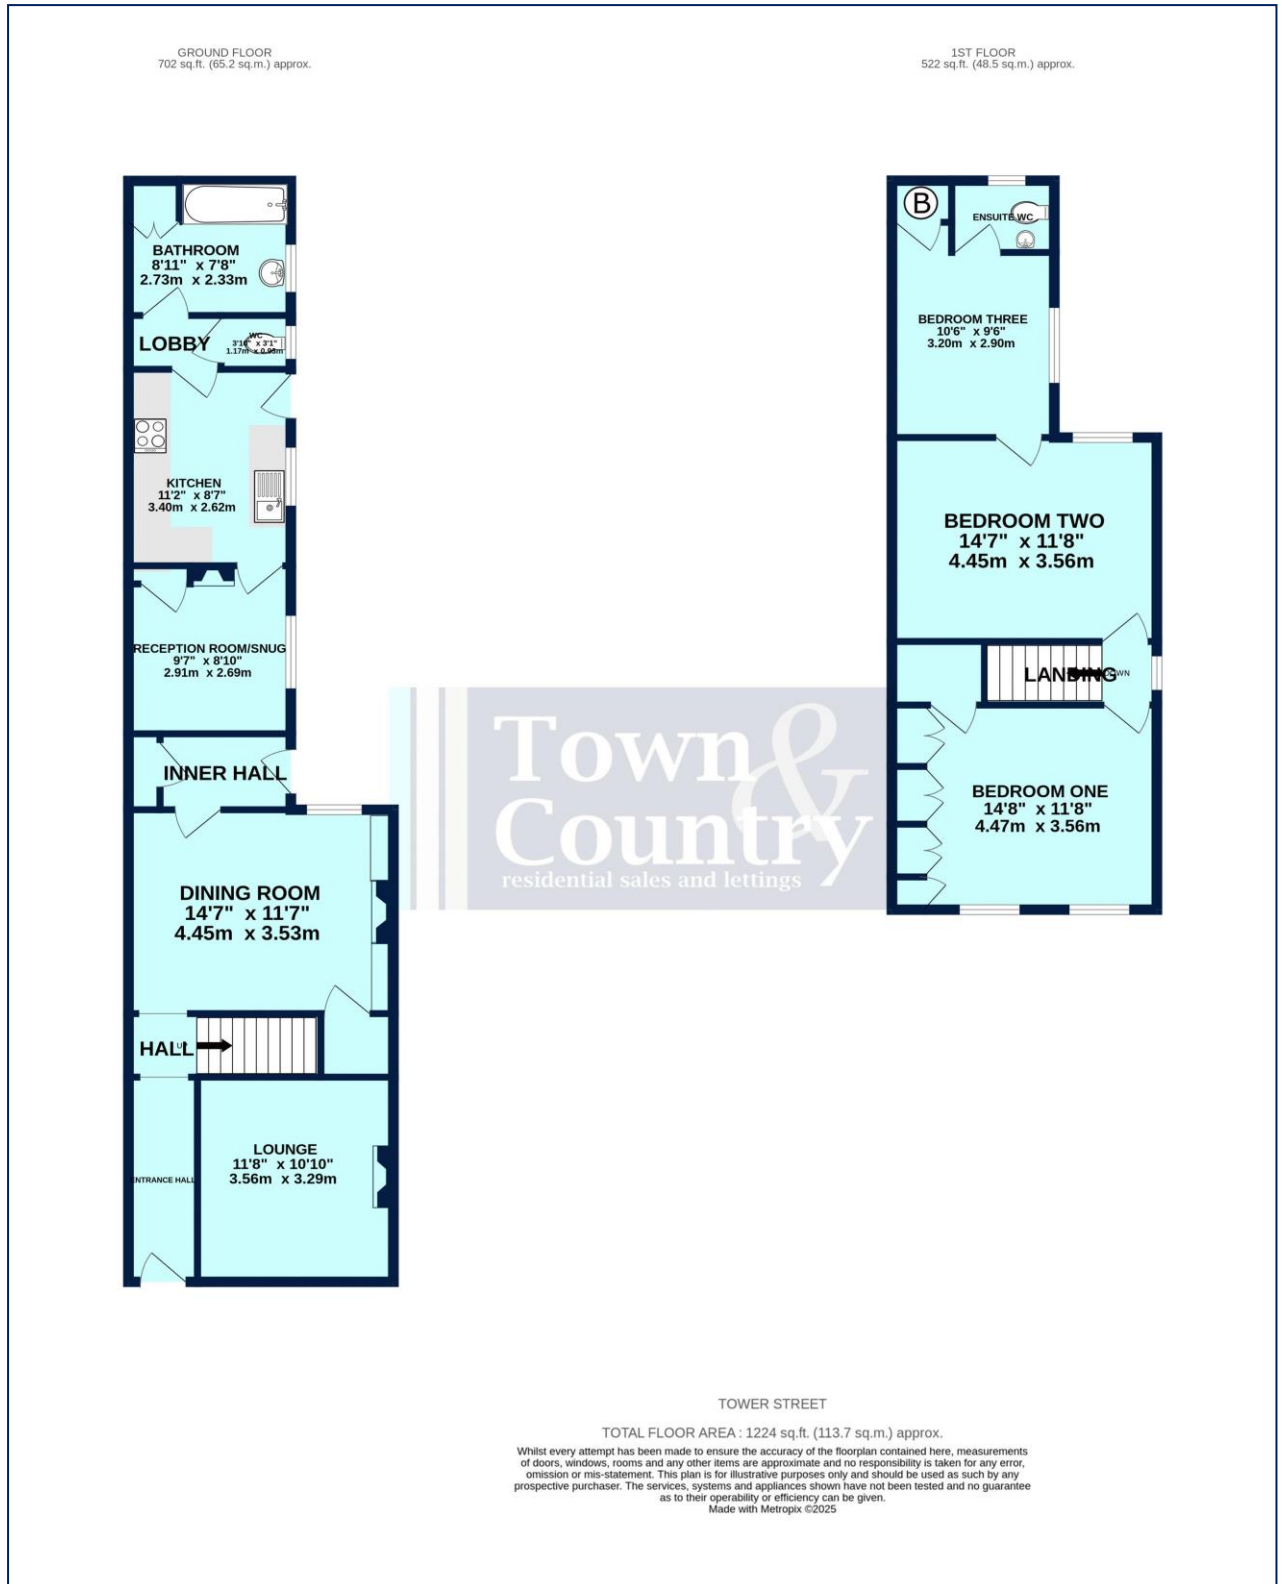 GROUND FLOOR
702 sq.ft. (65.2 sq.m.) approx.
1ST FLOOR
522 sq.ft. (48.5 sq.m.) approx.
BATHROOM
8'11" x 7'8"
2.73m x 2.33m
LOBBY
WC
3'10" x 3'1"
1.17m x 0.93m
KITCHEN
11'2" x 8'7"
3.40m x 2.62m
RECEPTION ROOM/SNUG
9'7" x 8'10"
2.91m x 2.69m
INNER HALL
DINING ROOM
14'7" x 11'7"
4.45m x 3.53m
HALL
UP
LOUNGE
11'8" x 10'10"
3.56m x 3.29m
ENTRANCE HALL
B
ENSUITE WC
BEDROOM THREE
10'6" x 9'6"
3.20m x 2.90m
BEDROOM TWO
14'7" x 11'8"
4.45m x 3.56m
LANDING
DOWN
BEDROOM ONE
14'8" x 11'8"
4.47m x 3.56m
Town &
Country
residential sales and lettings
TOWER STREET
TOTAL FLOOR AREA : 1224 sq.ft. (113.7 sq.m.) approx.
Whilst every attempt has been made to ensure the accuracy of the floorplan contained here, measurements
of doors, windows, rooms and any other items are approximate and no responsibility is taken for any error,
omission or mis-statement. This plan is for illustrative purposes only and should be used as such by any
prospective purchaser. The services, systems and appliances shown have not been tested and no guarantee
as to their operability or efficiency can be given.
Made with Metropix ©2025